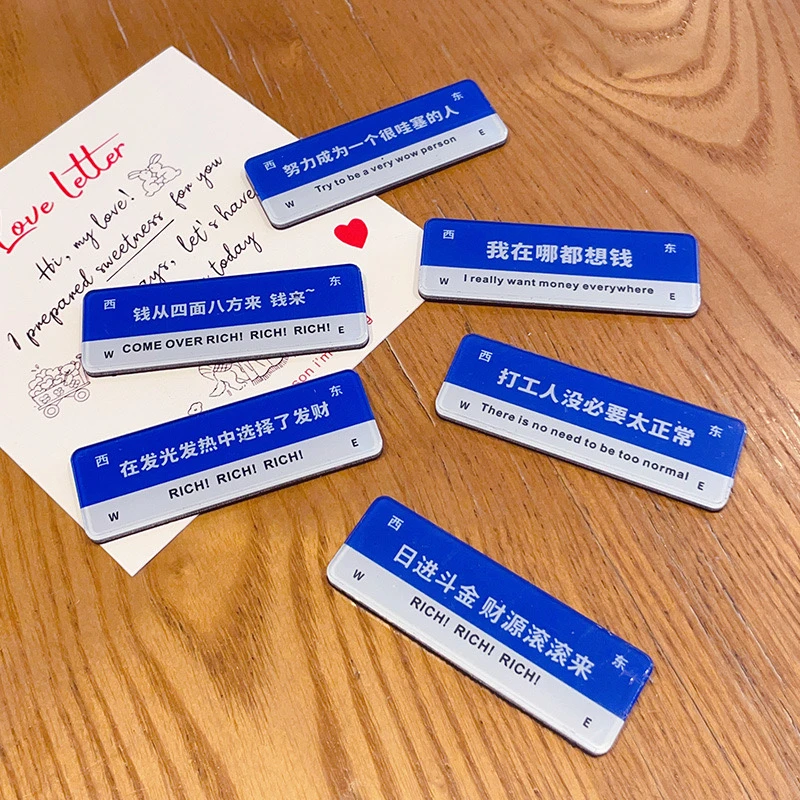 Love Letter
Hi, my love!
I prepared sweetness for you
let's have
today
西 东
努力成为一个很哇塞的人
W Try to be a very wow person E
西 东
我在哪都想钱
W I really want money everywhere E
西 东
钱从四面八方来 钱来~
W COME OVER RICH! RICH! RICH! E
西 东
打工人没必要太正常
W There is no need to be too normal E
西 东
在发光发热中选择了发财
W RICH! RICH! RICH! E
西 东
日进斗金 财源滚滚来
W RICH! RICH! RICH! E